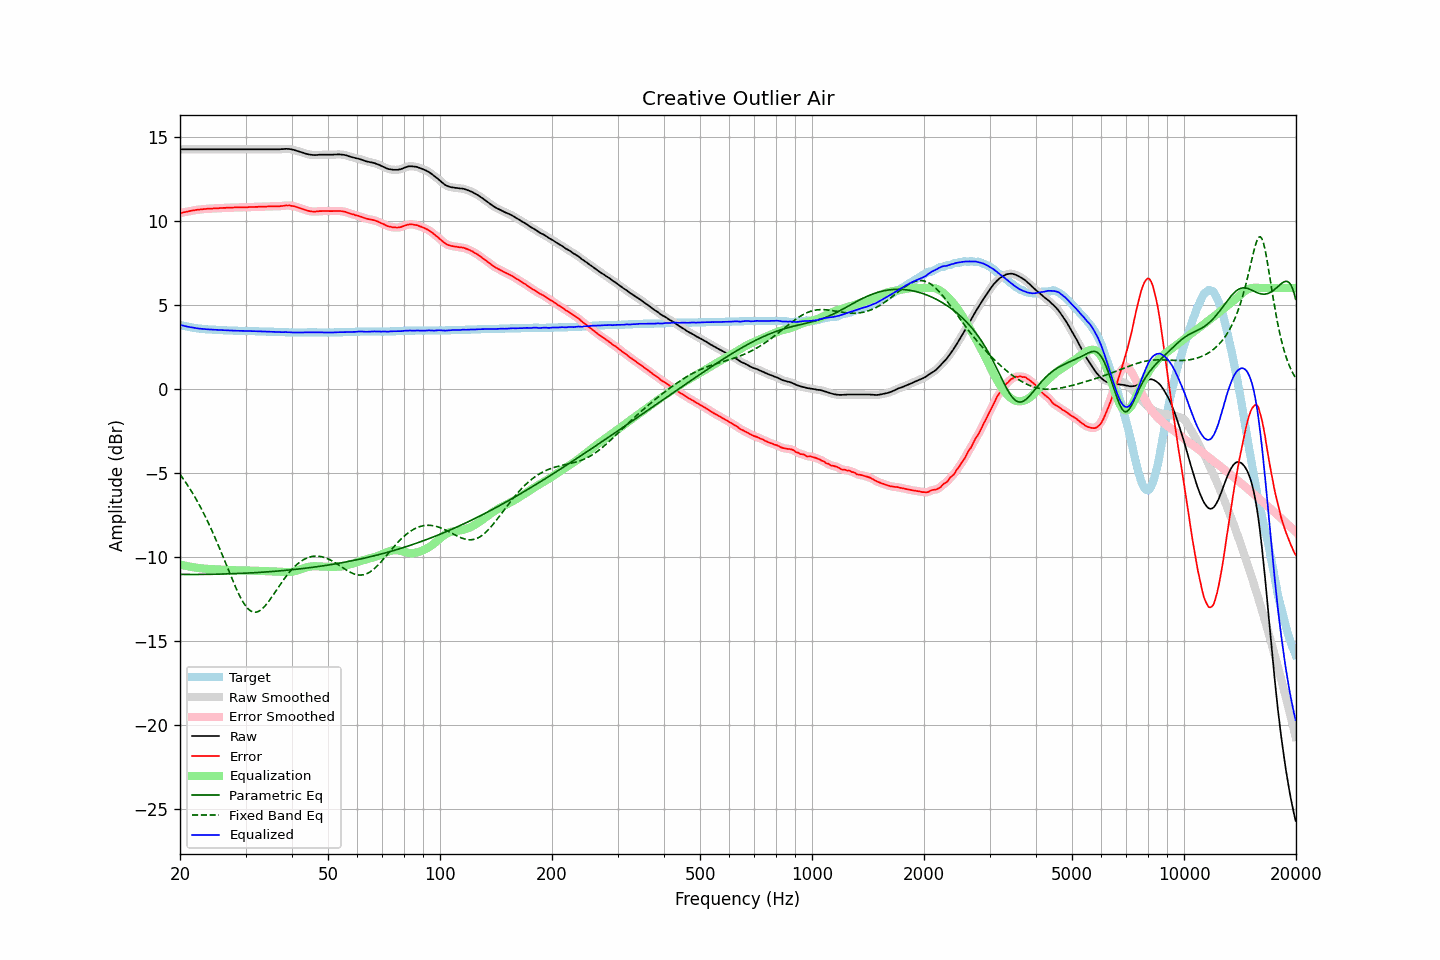 Creative Outlier Air
15
10
5
0
−5
−10
−15
−20
−25
Amplitude (dBr)
Target
Raw Smoothed
Error Smoothed
Raw
Error
Equalization
Parametric Eq
Fixed Band Eq
Equalized
20 50 100 200 500 1000 2000 5000 10000 20000
Frequency (Hz)